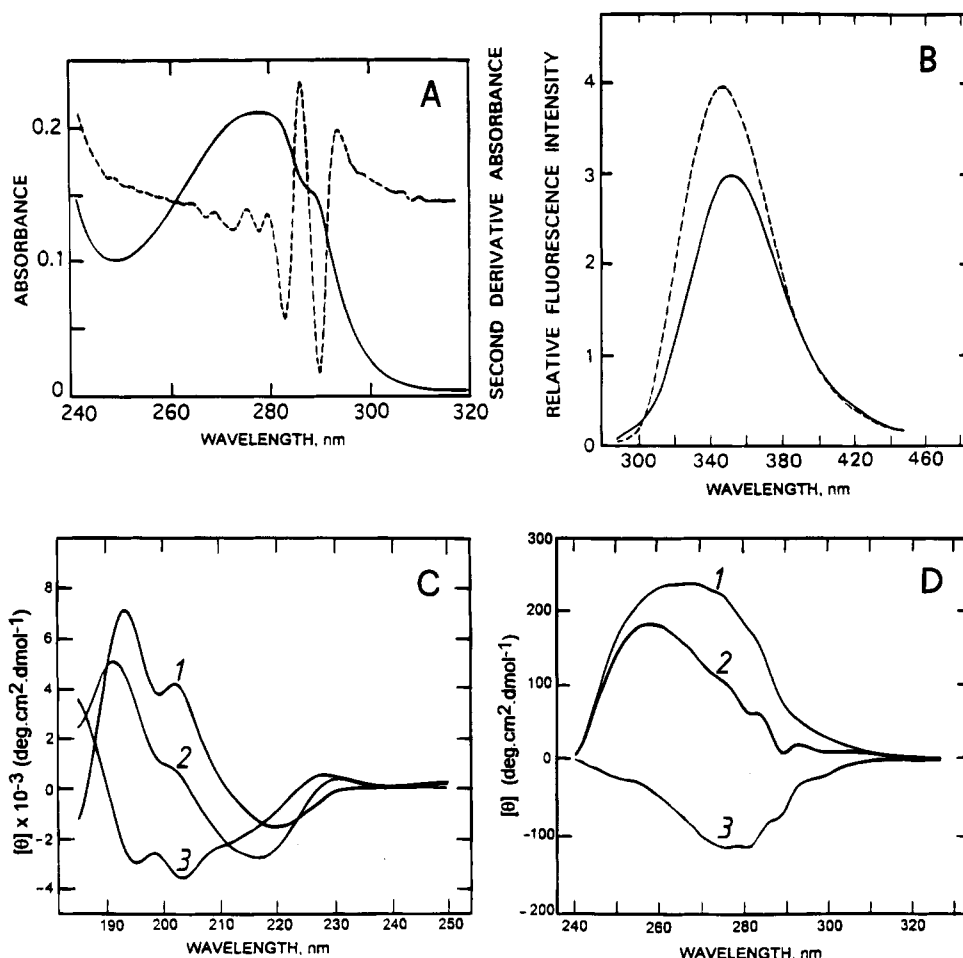 A
0.2
0.1
0
ABSORBANCE
SECOND DERIVATIVE ABSORBANCE
240 260 280 300 320
WAVELENGTH, nm
B
4
3
2
1
0
RELATIVE FLUORESCENCE INTENSITY
300 340 380 420 460
WAVELENGTH, nm
C
8
6
4
2
0
-2
-4
[θ] x 10-3 (deg.cm2.dmol-1)
1
2
3
190 200 210 220 230 240 250
WAVELENGTH, nm
D
300
200
100
0
-100
-200
[θ] (deg.cm2.dmol-1)
1
2
3
240 260 280 300 320
WAVELENGTH, nm